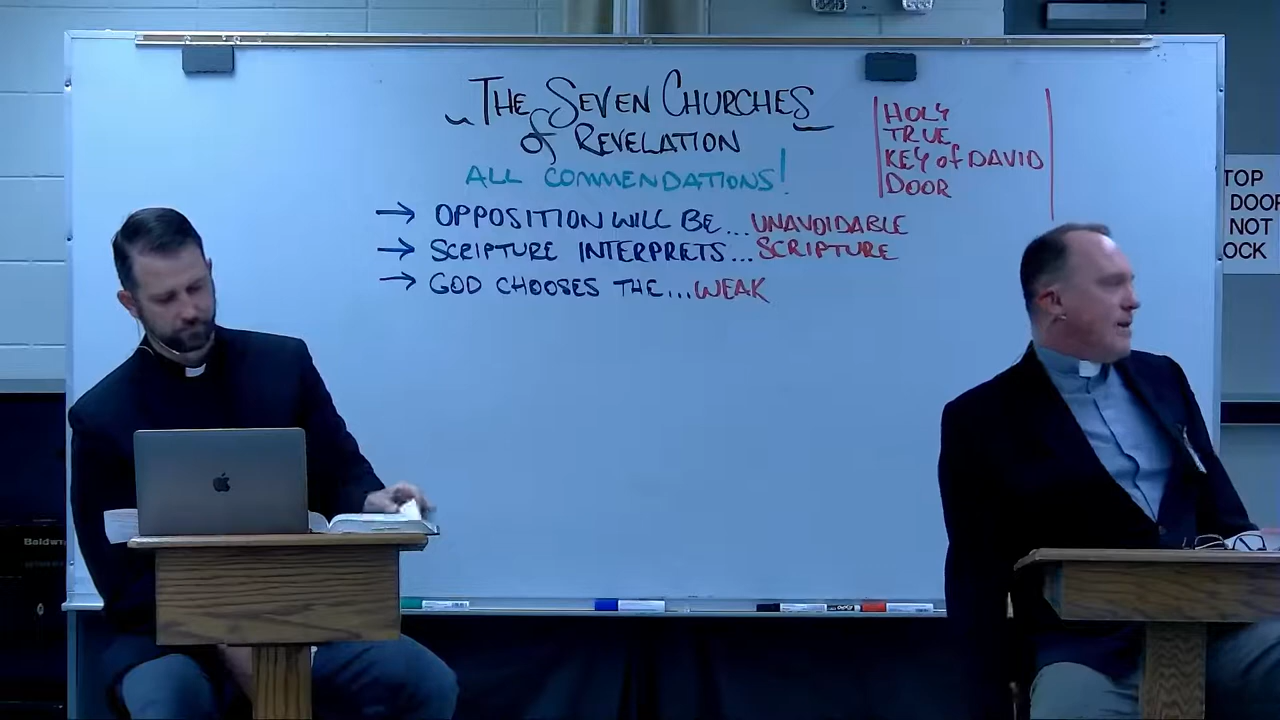 THE SEVEN CHURCHES
of REVELATION
ALL COMMENDATIONS!
→ OPPOSITION WILL BE...UNAVOIDABLE
→ SCRIPTURE INTERPRETS...SCRIPTURE
→ GOD CHOOSES THE...WEAK
HOLY
TRUE
KEY of DAVID
DOOR
TOP
DOOR
NOT
OCK
Baldw